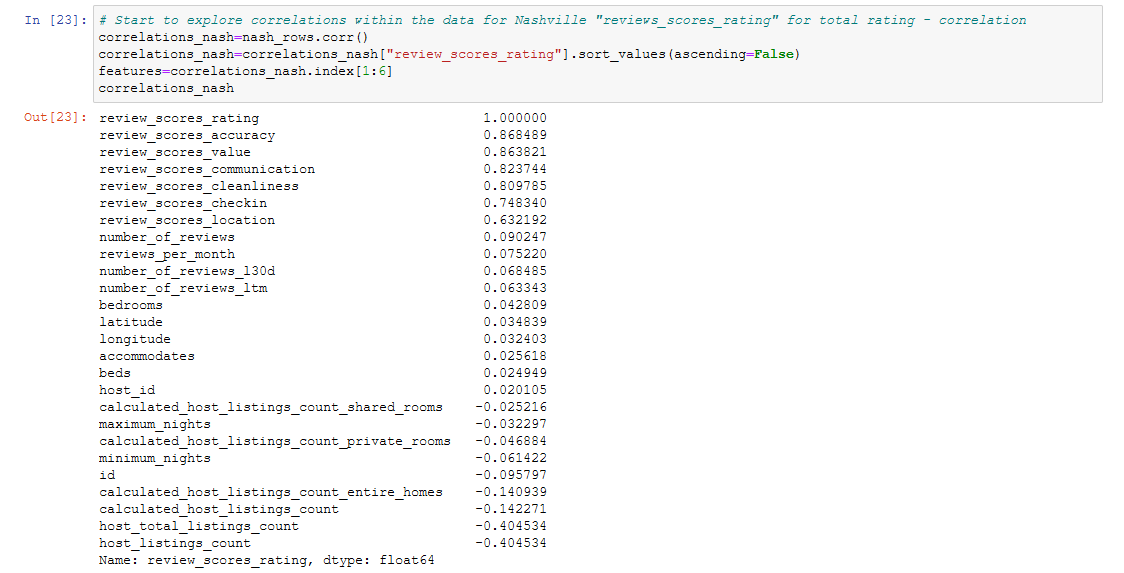 In [23]: # Start to explore correlations within the data for Nashville "reviews_scores_rating" for total rating - correlation
correlations_nash=nash_rows.corr()
correlations_nash=correlations_nash["review_scores_rating"].sort_values(ascending=False)
features=correlations_nash.index[1:6]
correlations_nash
Out[23]: review_scores_rating 1.000000
review_scores_accuracy 0.868489
review_scores_value 0.863821
review_scores_communication 0.823744
review_scores_cleanliness 0.809785
review_scores_checkin 0.748340
review_scores_location 0.632192
number_of_reviews 0.090247
reviews_per_month 0.075220
number_of_reviews_l30d 0.068485
number_of_reviews_ltm 0.063343
bedrooms 0.042809
latitude 0.034839
longitude 0.032403
accommodates 0.025618
beds 0.024949
host_id 0.020105
calculated_host_listings_count_shared_rooms -0.025216
maximum_nights -0.032297
calculated_host_listings_count_private_rooms -0.046884
minimum_nights -0.061422
id -0.095797
calculated_host_listings_count_entire_homes -0.140939
calculated_host_listings_count -0.142271
host_total_listings_count -0.404534
host_listings_count -0.404534
Name: review_scores_rating, dtype: float64